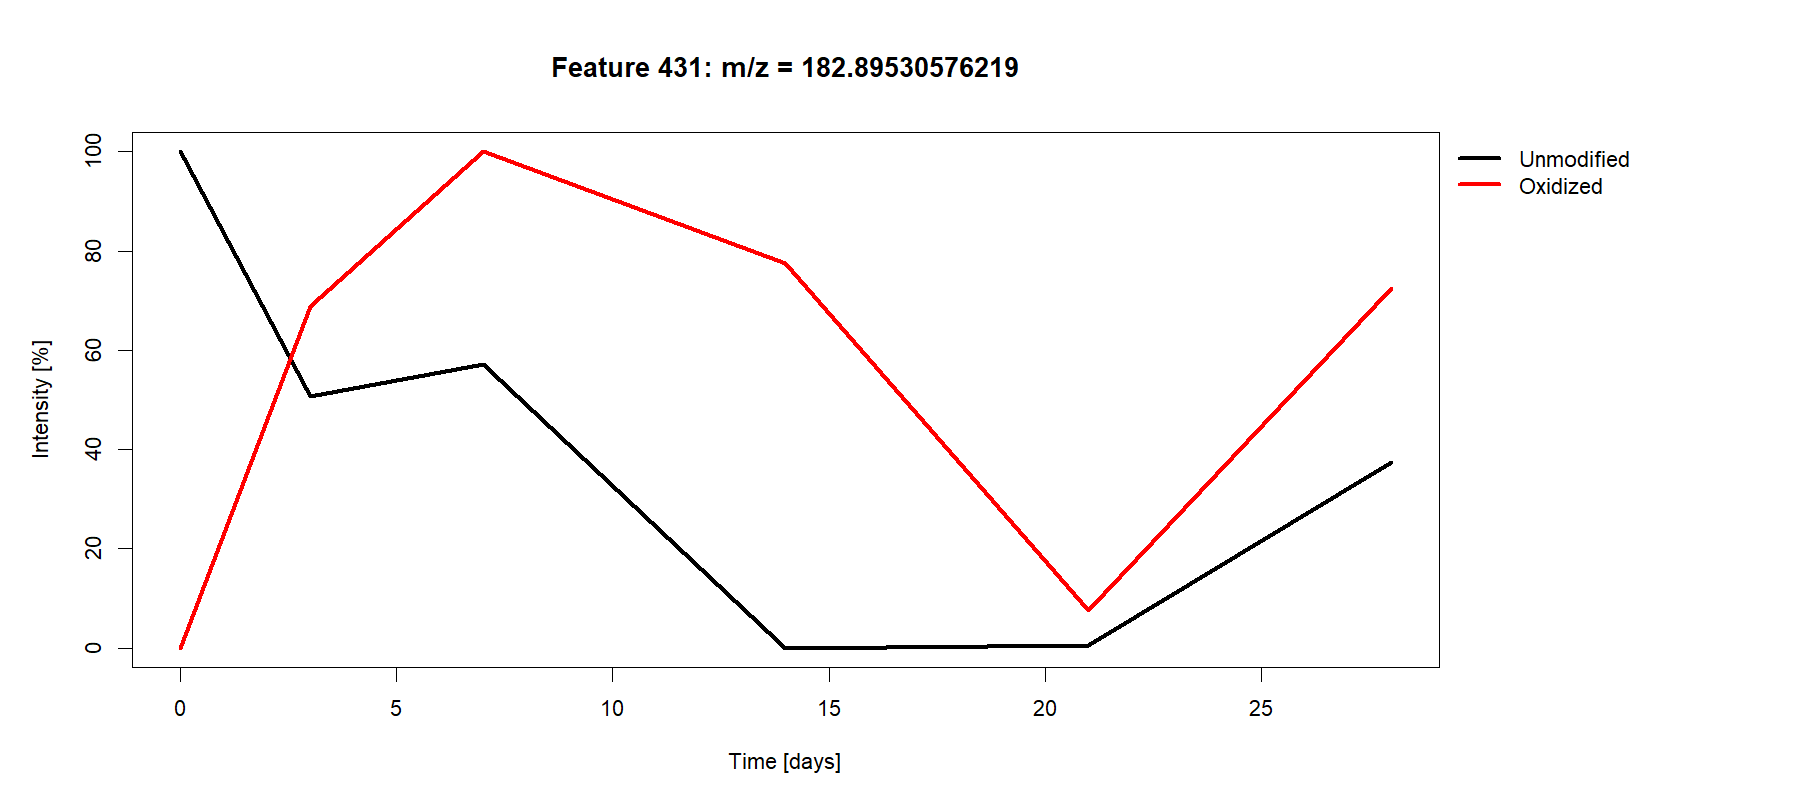 Feature 431: m/z = 182.89530576219
Unmodified
Oxidized
100
80
60
40
20
0
Intensity [%]
0 5 10 15 20 25
Time [days]